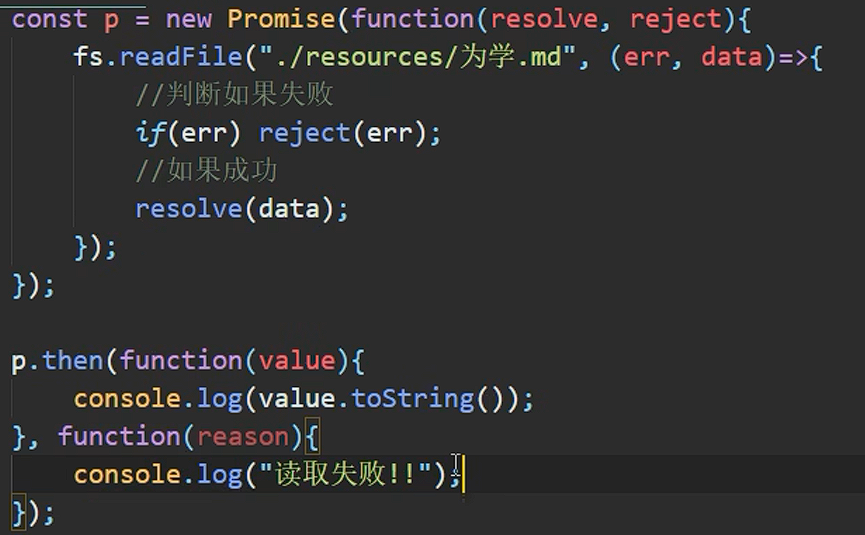 const p = new Promise(function(resolve, reject){
    fs.readFile("./resources/为学.md", (err, data)=>{
        //判断如果失败
        if(err) reject(err);
        //如果成功
        resolve(data);
    });
});

p.then(function(value){
    console.log(value.toString());
}, function(reason){
    console.log("读取失败!!");
});